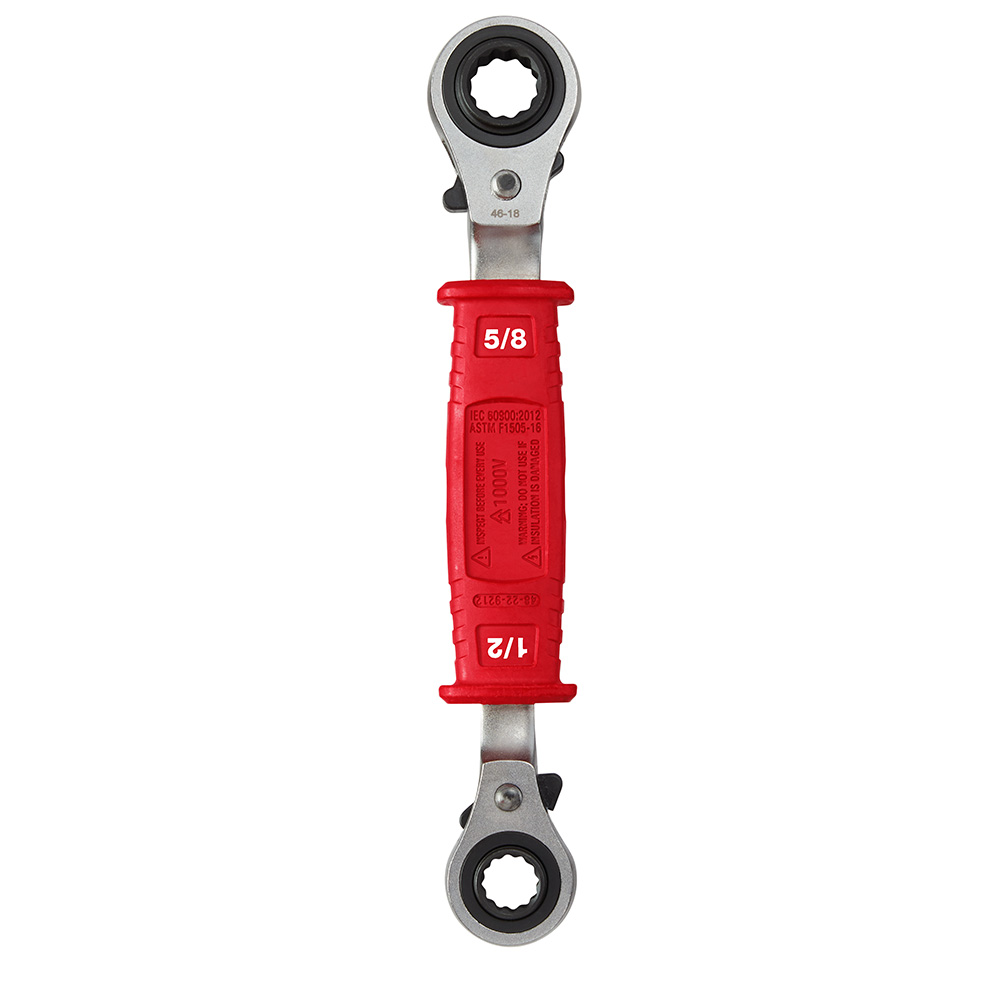 46-18
5/8
IEC 60900:2012
ASTM F1505-16
INSPECT BEFORE EVERY USE
1000V
WARNING: DO NOT USE IF
INSULATION IS DAMAGED
48-22-9212
1/2